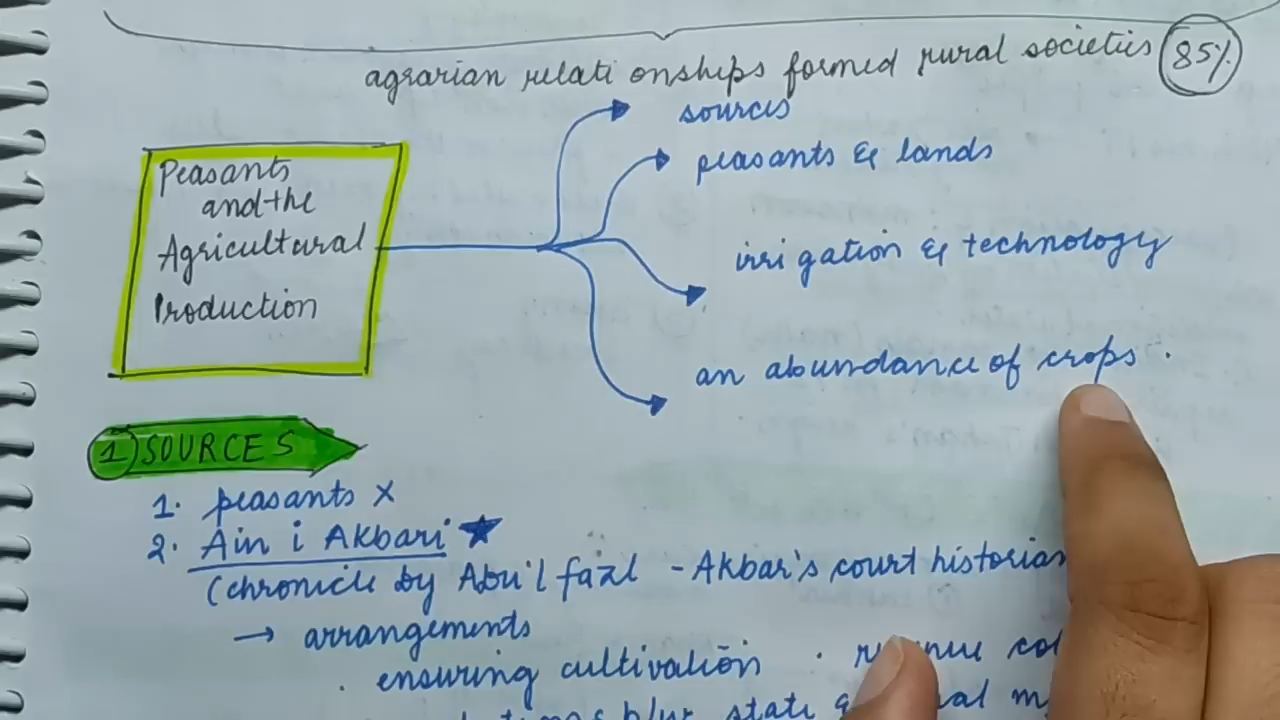 agrarian relationships formed rural societies 85%
Peasants
and the
Agricultural
Production
sources
peasants & lands
irrigation & technology
an abundance of crops.
1 SOURCES
1. peasants x
2. Ain i Akbari ★
(chronicle by Abu'l fazl - Akbar's court historian
→ arrangements
. ensuring cultivation .
state